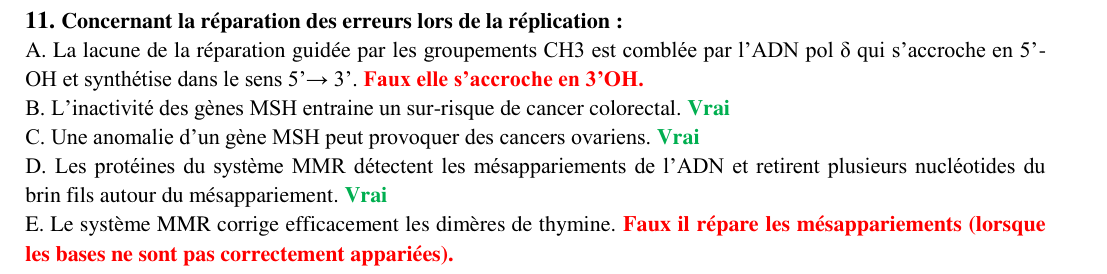 11. Concernant la réparation des erreurs lors de la réplication :
A. La lacune de la réparation guidée par les groupements CH3 est comblée par l’ADN pol δ qui s’accroche en 5’-
OH et synthétise dans le sens 5’→ 3’. Faux elle s’accroche en 3’OH.
B. L’inactivité des gènes MSH entraine un sur-risque de cancer colorectal. Vrai
C. Une anomalie d’un gène MSH peut provoquer des cancers ovariens. Vrai
D. Les protéines du système MMR détectent les mésappariements de l’ADN et retirent plusieurs nucléotides du
brin fils autour du mésappariement. Vrai
E. Le système MMR corrige efficacement les dimères de thymine. Faux il répare les mésappariements (lorsque
les bases ne sont pas correctement appariées).